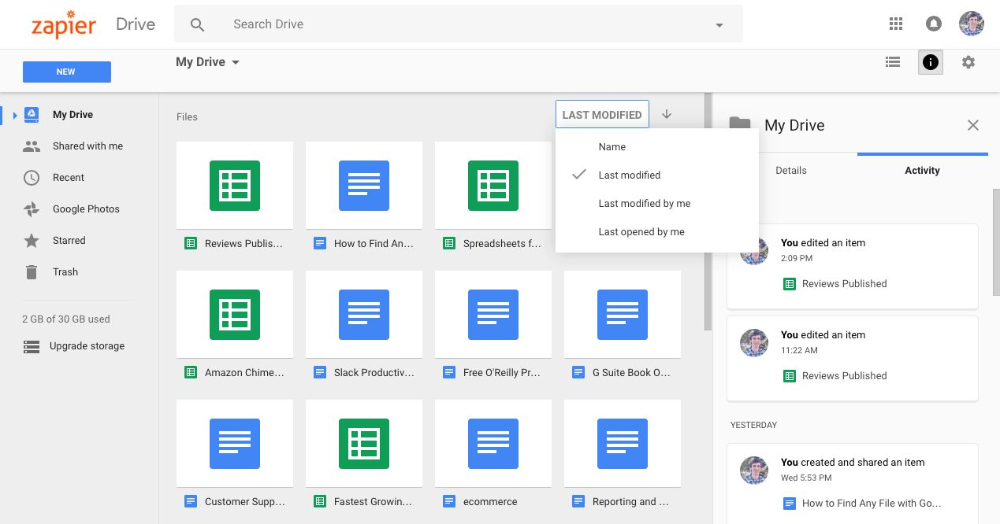 zapier Drive
Search Drive
NEW
My Drive
My Drive
Shared with me
Recent
Google Photos
Starred
Trash
2 GB of 30 GB used
Upgrade storage
Files
LAST MODIFIED
Name
Last modified
Last modified by me
Last opened by me
Reviews Publis...
How to Find An...
Spreadsheets f...
Amazon Chime...
Slack Productiv...
Free O'Reilly Pr...
G Suite Book O...
Customer Supp...
Fastest Growin...
ecommerce
Reporting and ...
My Drive
Details
Activity
You edited an item
2:09 PM
Reviews Published
You edited an item
11:22 AM
Reviews Published
YESTERDAY
You created and shared an item
Wed 5:53 PM
How to Find Any File with Go...